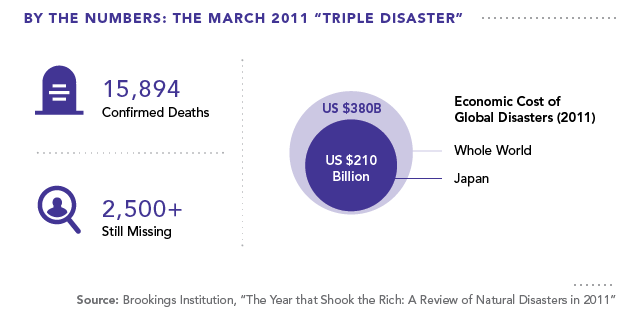 BY THE NUMBERS: THE MARCH 2011 "TRIPLE DISASTER"
15,894
Confirmed Deaths
2,500+
Still Missing
US $380B
US $210
Billion
Economic Cost of
Global Disasters (2011)
Whole World
Japan
Source: Brookings Institution, "The Year that Shook the Rich: A Review of Natural Disasters in 2011"